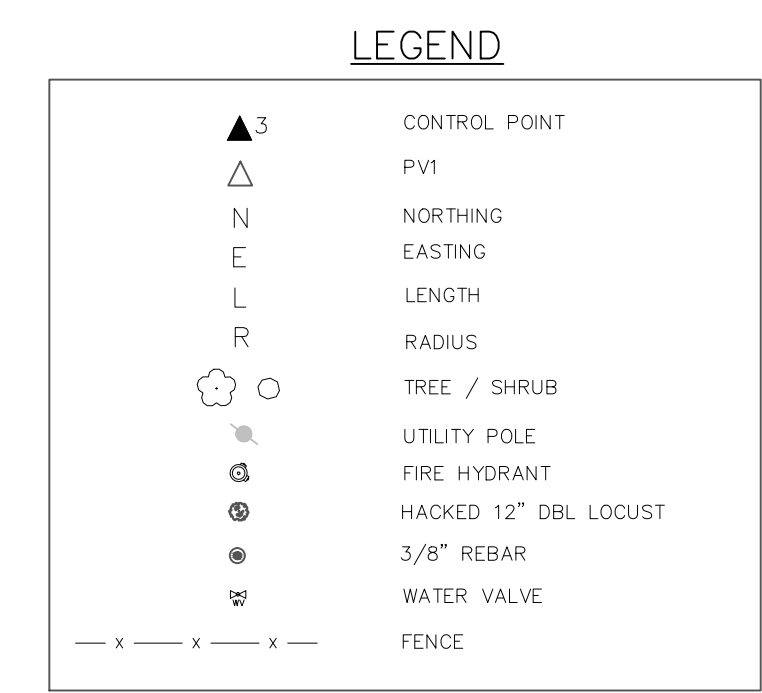 LEGEND
3 CONTROL POINT
PV1
N NORTHING
E EASTING
L LENGTH
R RADIUS
TREE / SHRUB
UTILITY POLE
FIRE HYDRANT
HACKED 12” DBL LOCUST
3/8” REBAR
WV WATER VALVE
x x x FENCE